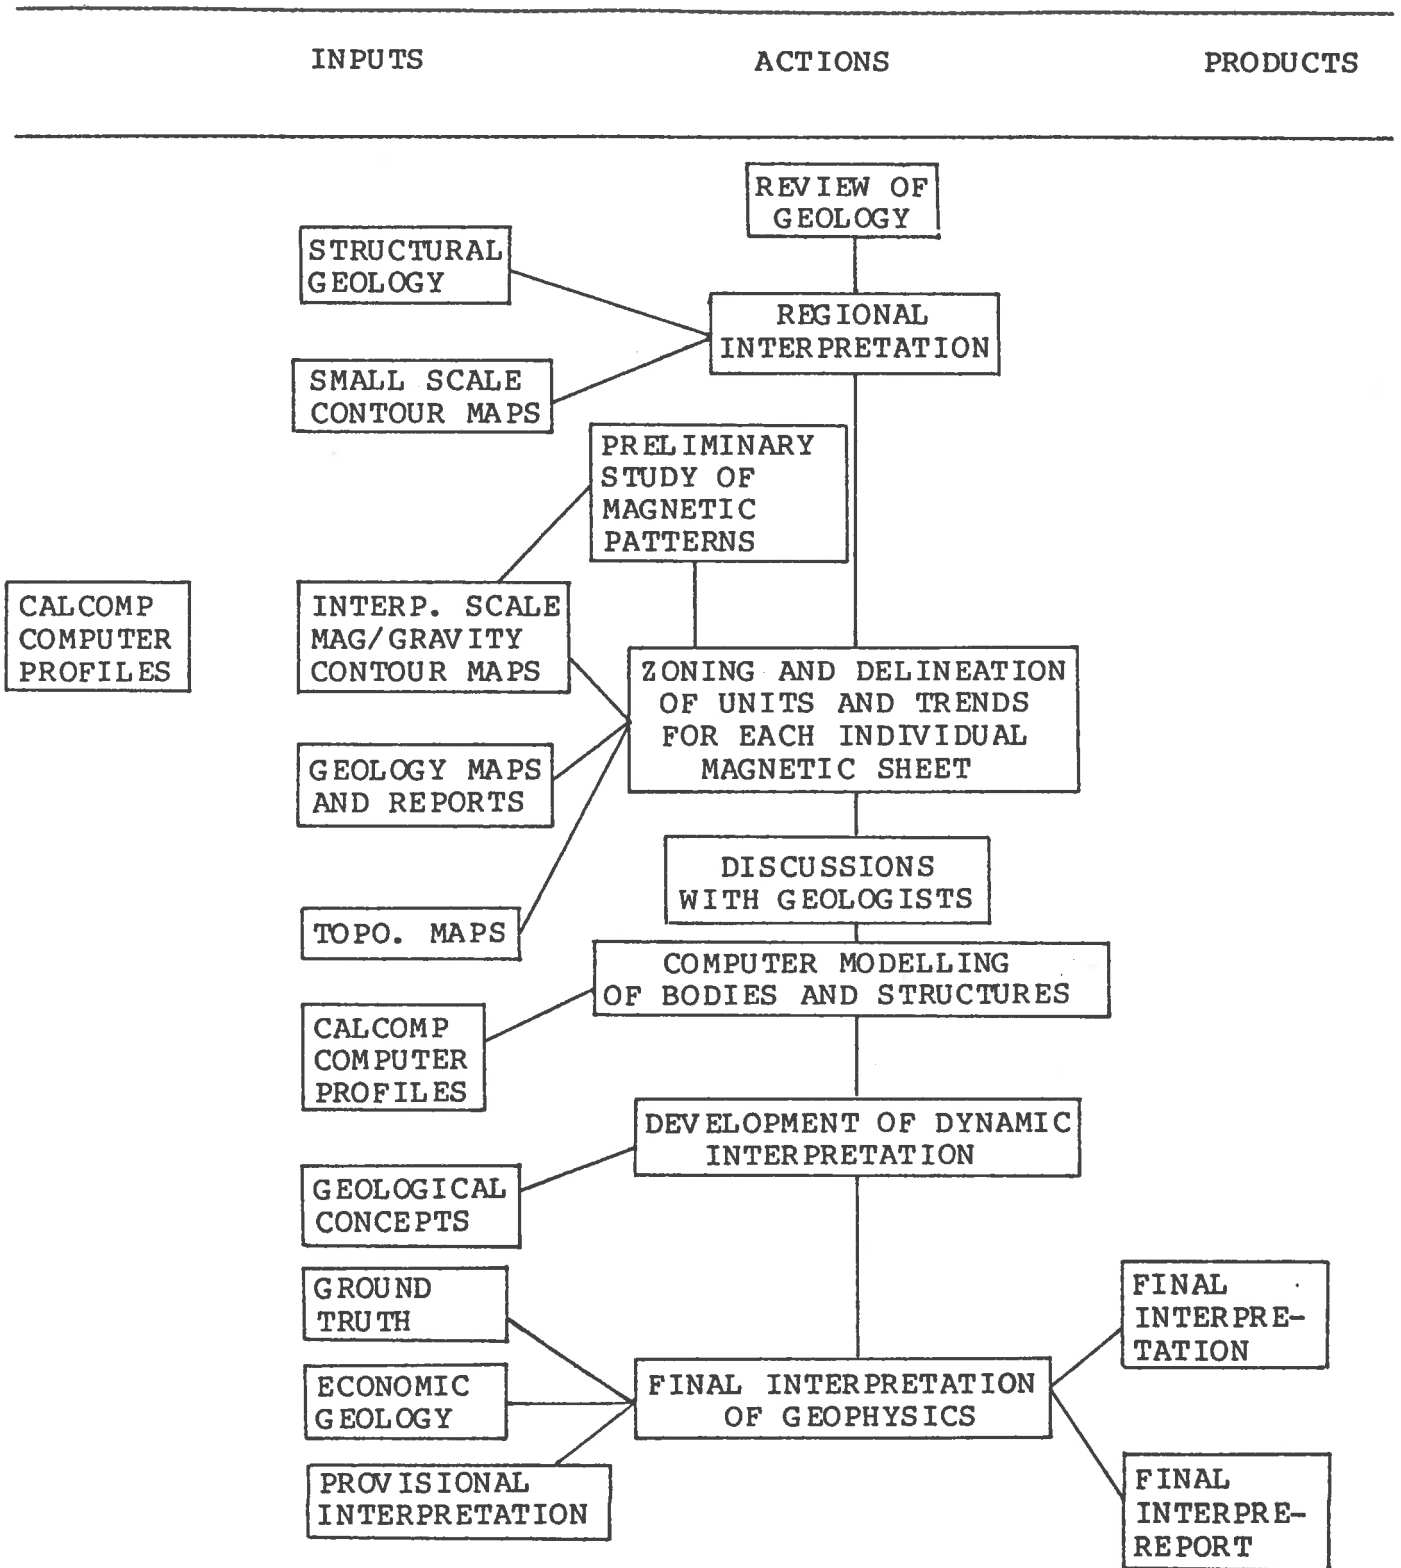 INPUTS ACTIONS PRODUCTS
REVIEW OF
GEOLOGY
STRUCTURAL
GEOLOGY
REGIONAL
INTERPRETATION
SMALL SCALE
CONTOUR MAPS
PRELIMINARY
STUDY OF
MAGNETIC
PATTERNS
CALCOMP
COMPUTER
PROFILES
INTERP. SCALE
MAG/GRAVITY
CONTOUR MAPS
ZONING AND DELINEATION
OF UNITS AND TRENDS
FOR EACH INDIVIDUAL
MAGNETIC SHEET
GEOLOGY MAPS
AND REPORTS
DISCUSSIONS
WITH GEOLOGISTS
TOPO. MAPS
COMPUTER MODELLING
OF BODIES AND STRUCTURES
CALCOMP
COMPUTER
PROFILES
DEVELOPMENT OF DYNAMIC
INTERPRETATION
GEOLOGICAL
CONCEPTS
GROUND
TRUTH
FINAL
INTERPRE-
TATION
ECONOMIC
GEOLOGY
FINAL INTERPRETATION
OF GEOPHYSICS
PROVISIONAL
INTERPRETATION
FINAL
INTERPRE-
REPORT